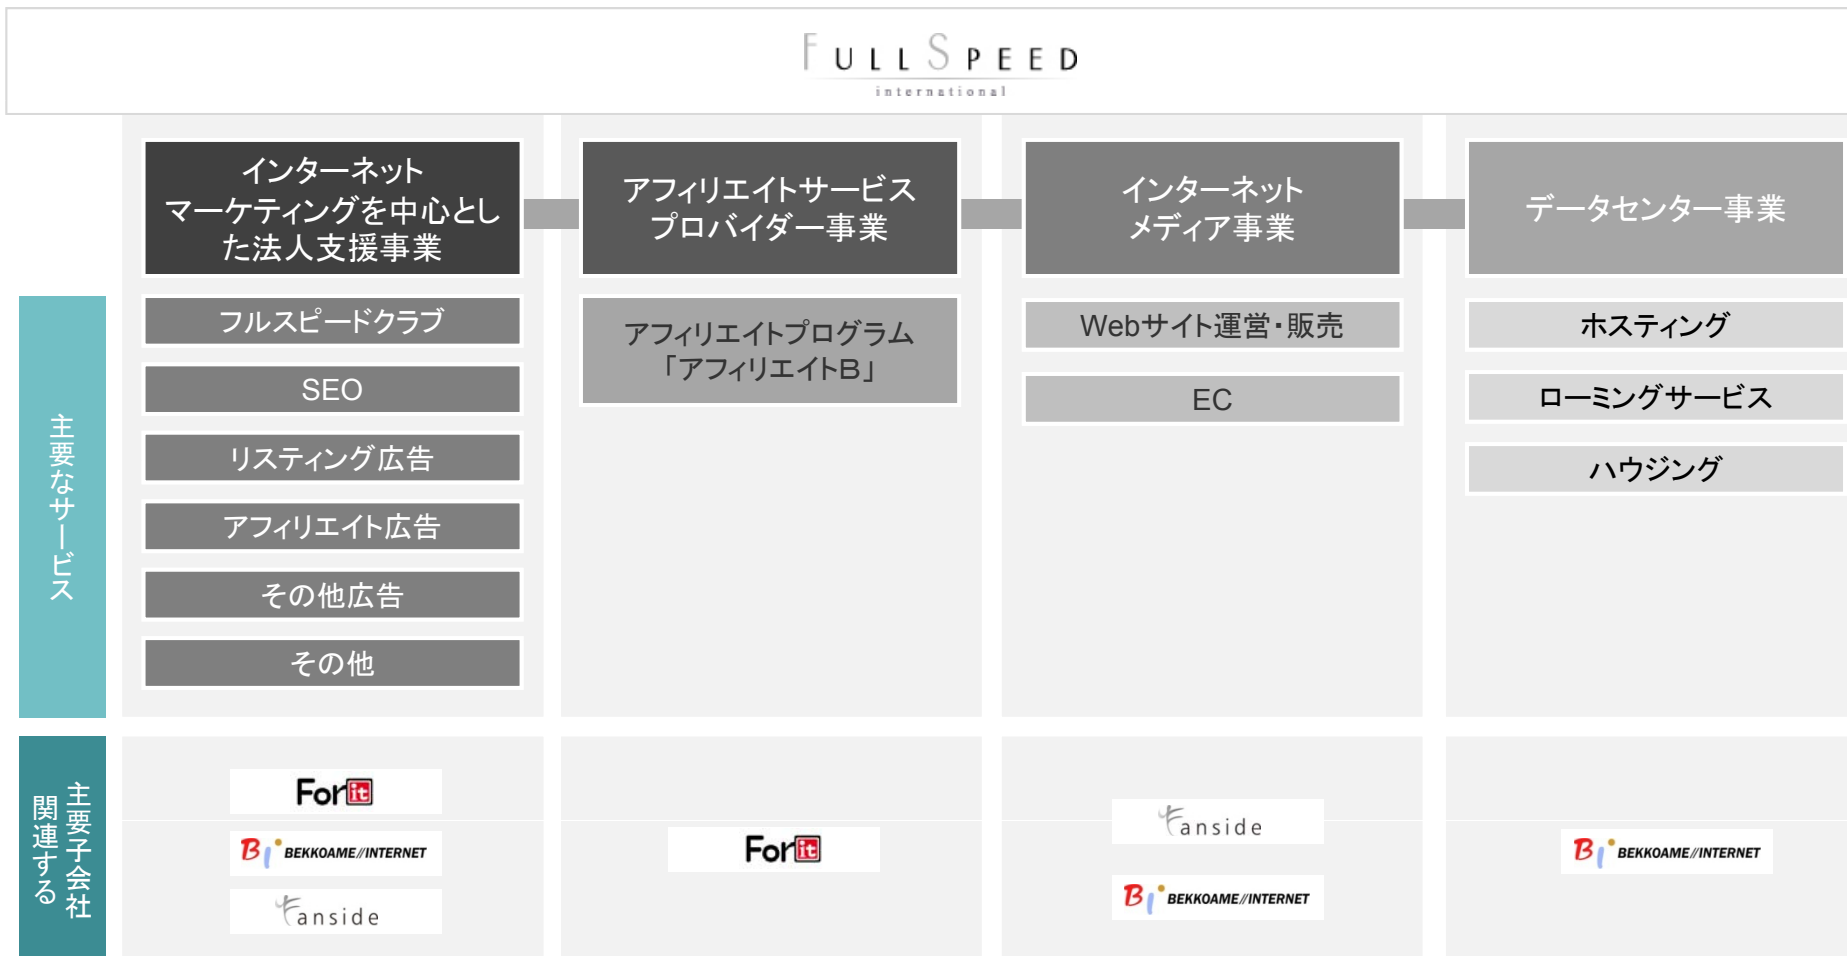 FULLSPEED
international
インターネット
マーケティングを中心とし
た法人支援事業
アフィリエイトサービス
プロバイダー事業
インターネット
メディア事業
データセンター事業
主要なサービス
フルスピードクラブ
SEO
リスティング広告
アフィリエイト広告
その他広告
その他
アフィリエイトプログラム
「アフィリエイトＢ」
Webサイト運営・販売
EC
ホスティング
ローミングサービス
ハウジング
関連する
主要子会社
Forit
Bi BEKKOAME//INTERNET
Fanside
Forit
Fanside
Bi BEKKOAME//INTERNET
Bi BEKKOAME//INTERNET